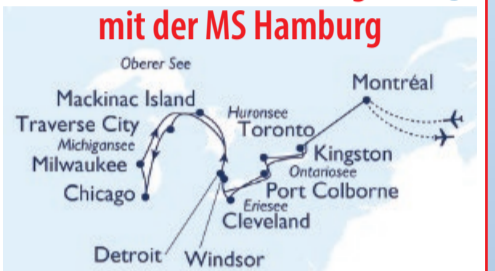 mit der MS Hamburg
Oberer See
Montréal
Mackinac Island
Huronsee
Traverse City
Toronto
Michigansee
Kingston
Milwaukee
Ontariosee
Chicago
Port Colborne
Eriesee
Cleveland
Detroit
Windsor